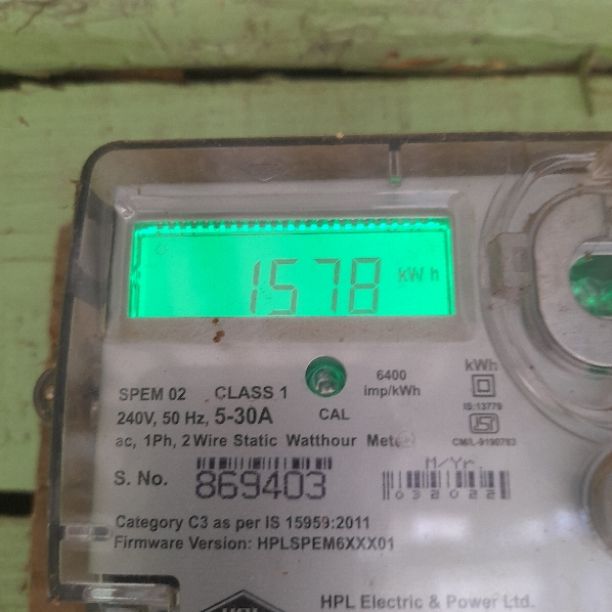 1578 kWh
6400
imp/kWh
kWh
SPEM 02 CLASS 1
240V, 50 Hz, 5-30A
CAL
IS:13779
CM/L-9190783
ac, 1Ph, 2 Wire Static Watthour Meter
S. No. 869403
M/Yr.
032022
Category C3 as per IS 15959:2011
Firmware Version: HPLSPEM6XXX01
HPL Electric & Power Ltd.